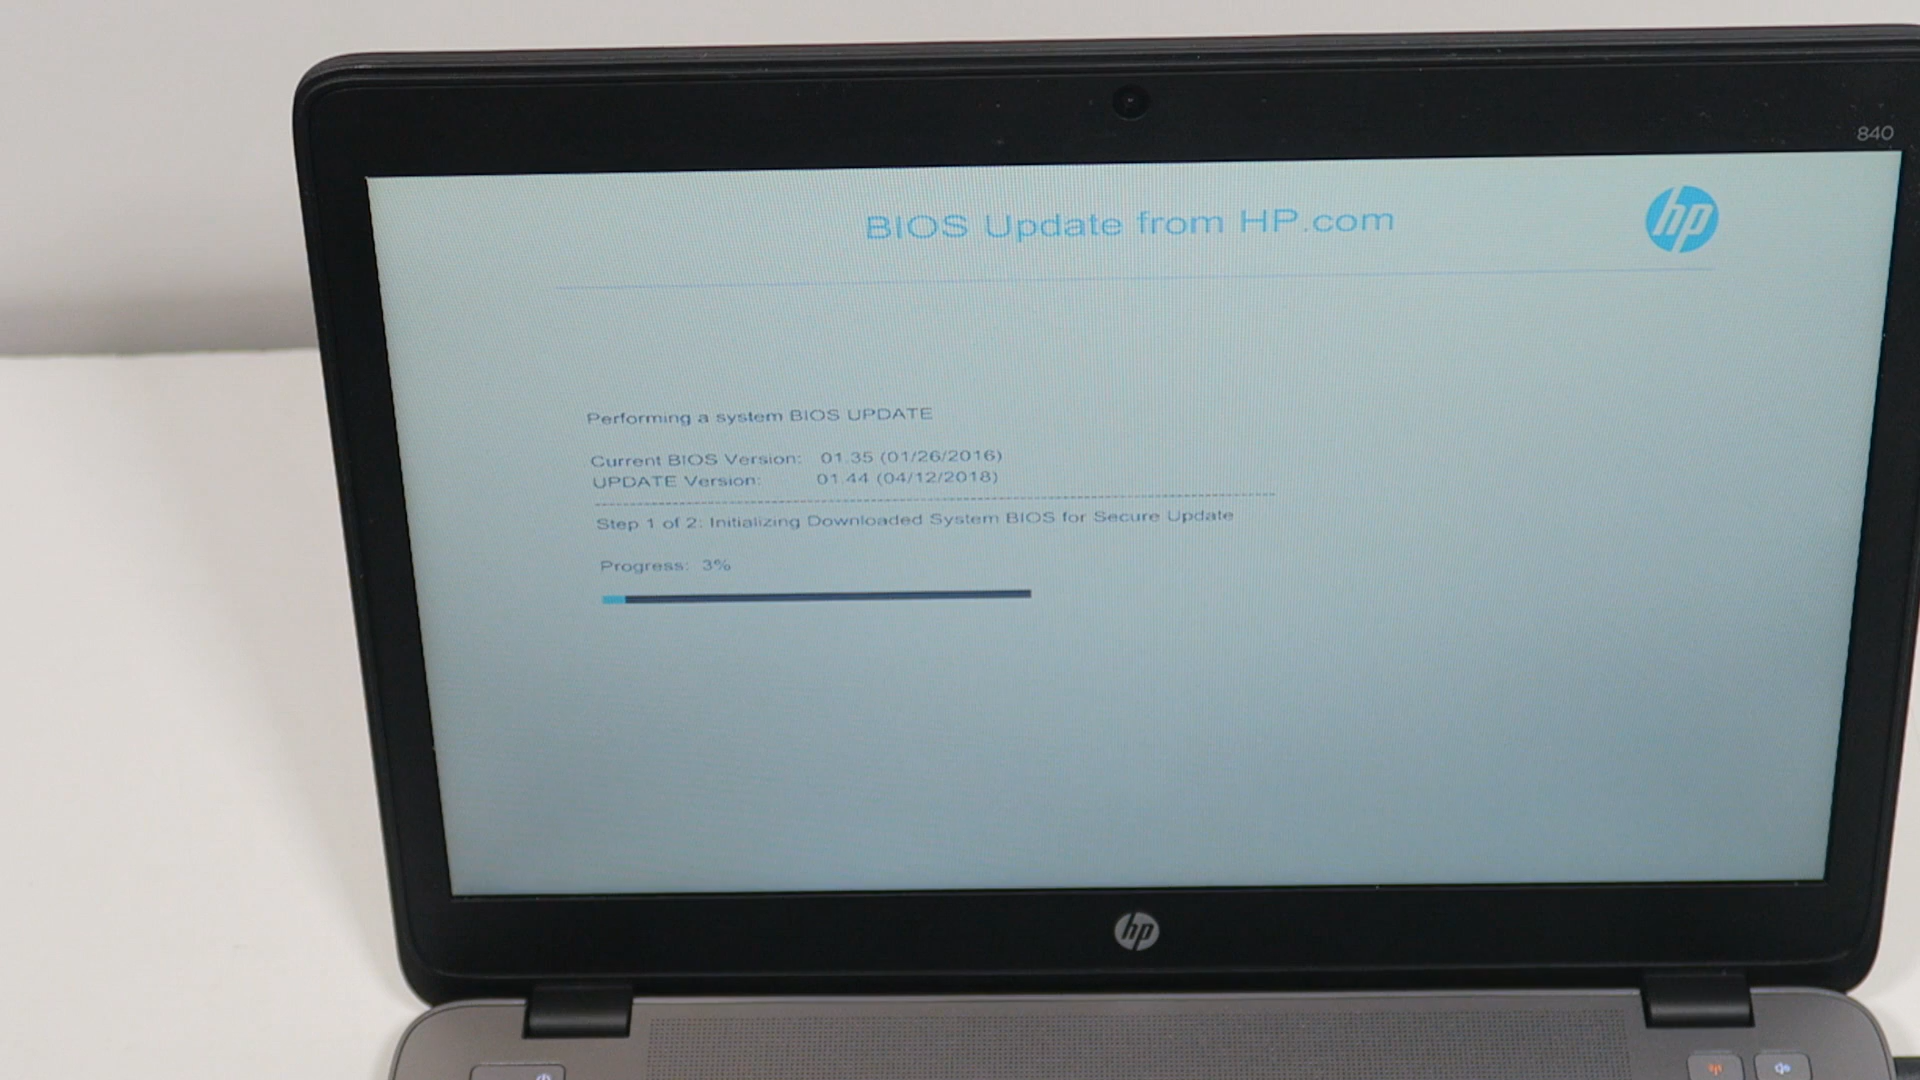 840
BIOS Update from HP.com
hp
Performing a system BIOS UPDATE
Current BIOS Version: 01.35 (01/26/2016)
UPDATE Version: 01.44 (04/12/2018)
Step 1 of 2: Initializing Downloaded System BIOS for Secure Update
Progress: 3%
hp